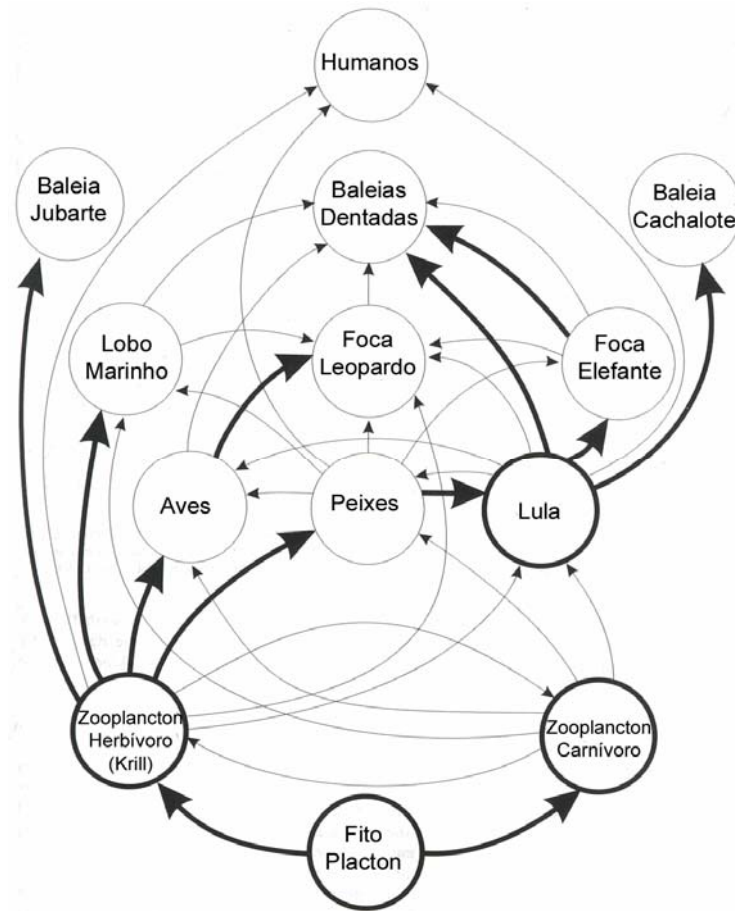 Humanos
Baleia
Jubarte
Baleias
Dentadas
Baleia
Cachalote
Lobo
Marinho
Foca
Leopardo
Foca
Elefante
Aves
Peixes
Lula
Zooplancton
Herbívoro
(Krill)
Zooplancton
Carnívoro
Fito
Placton